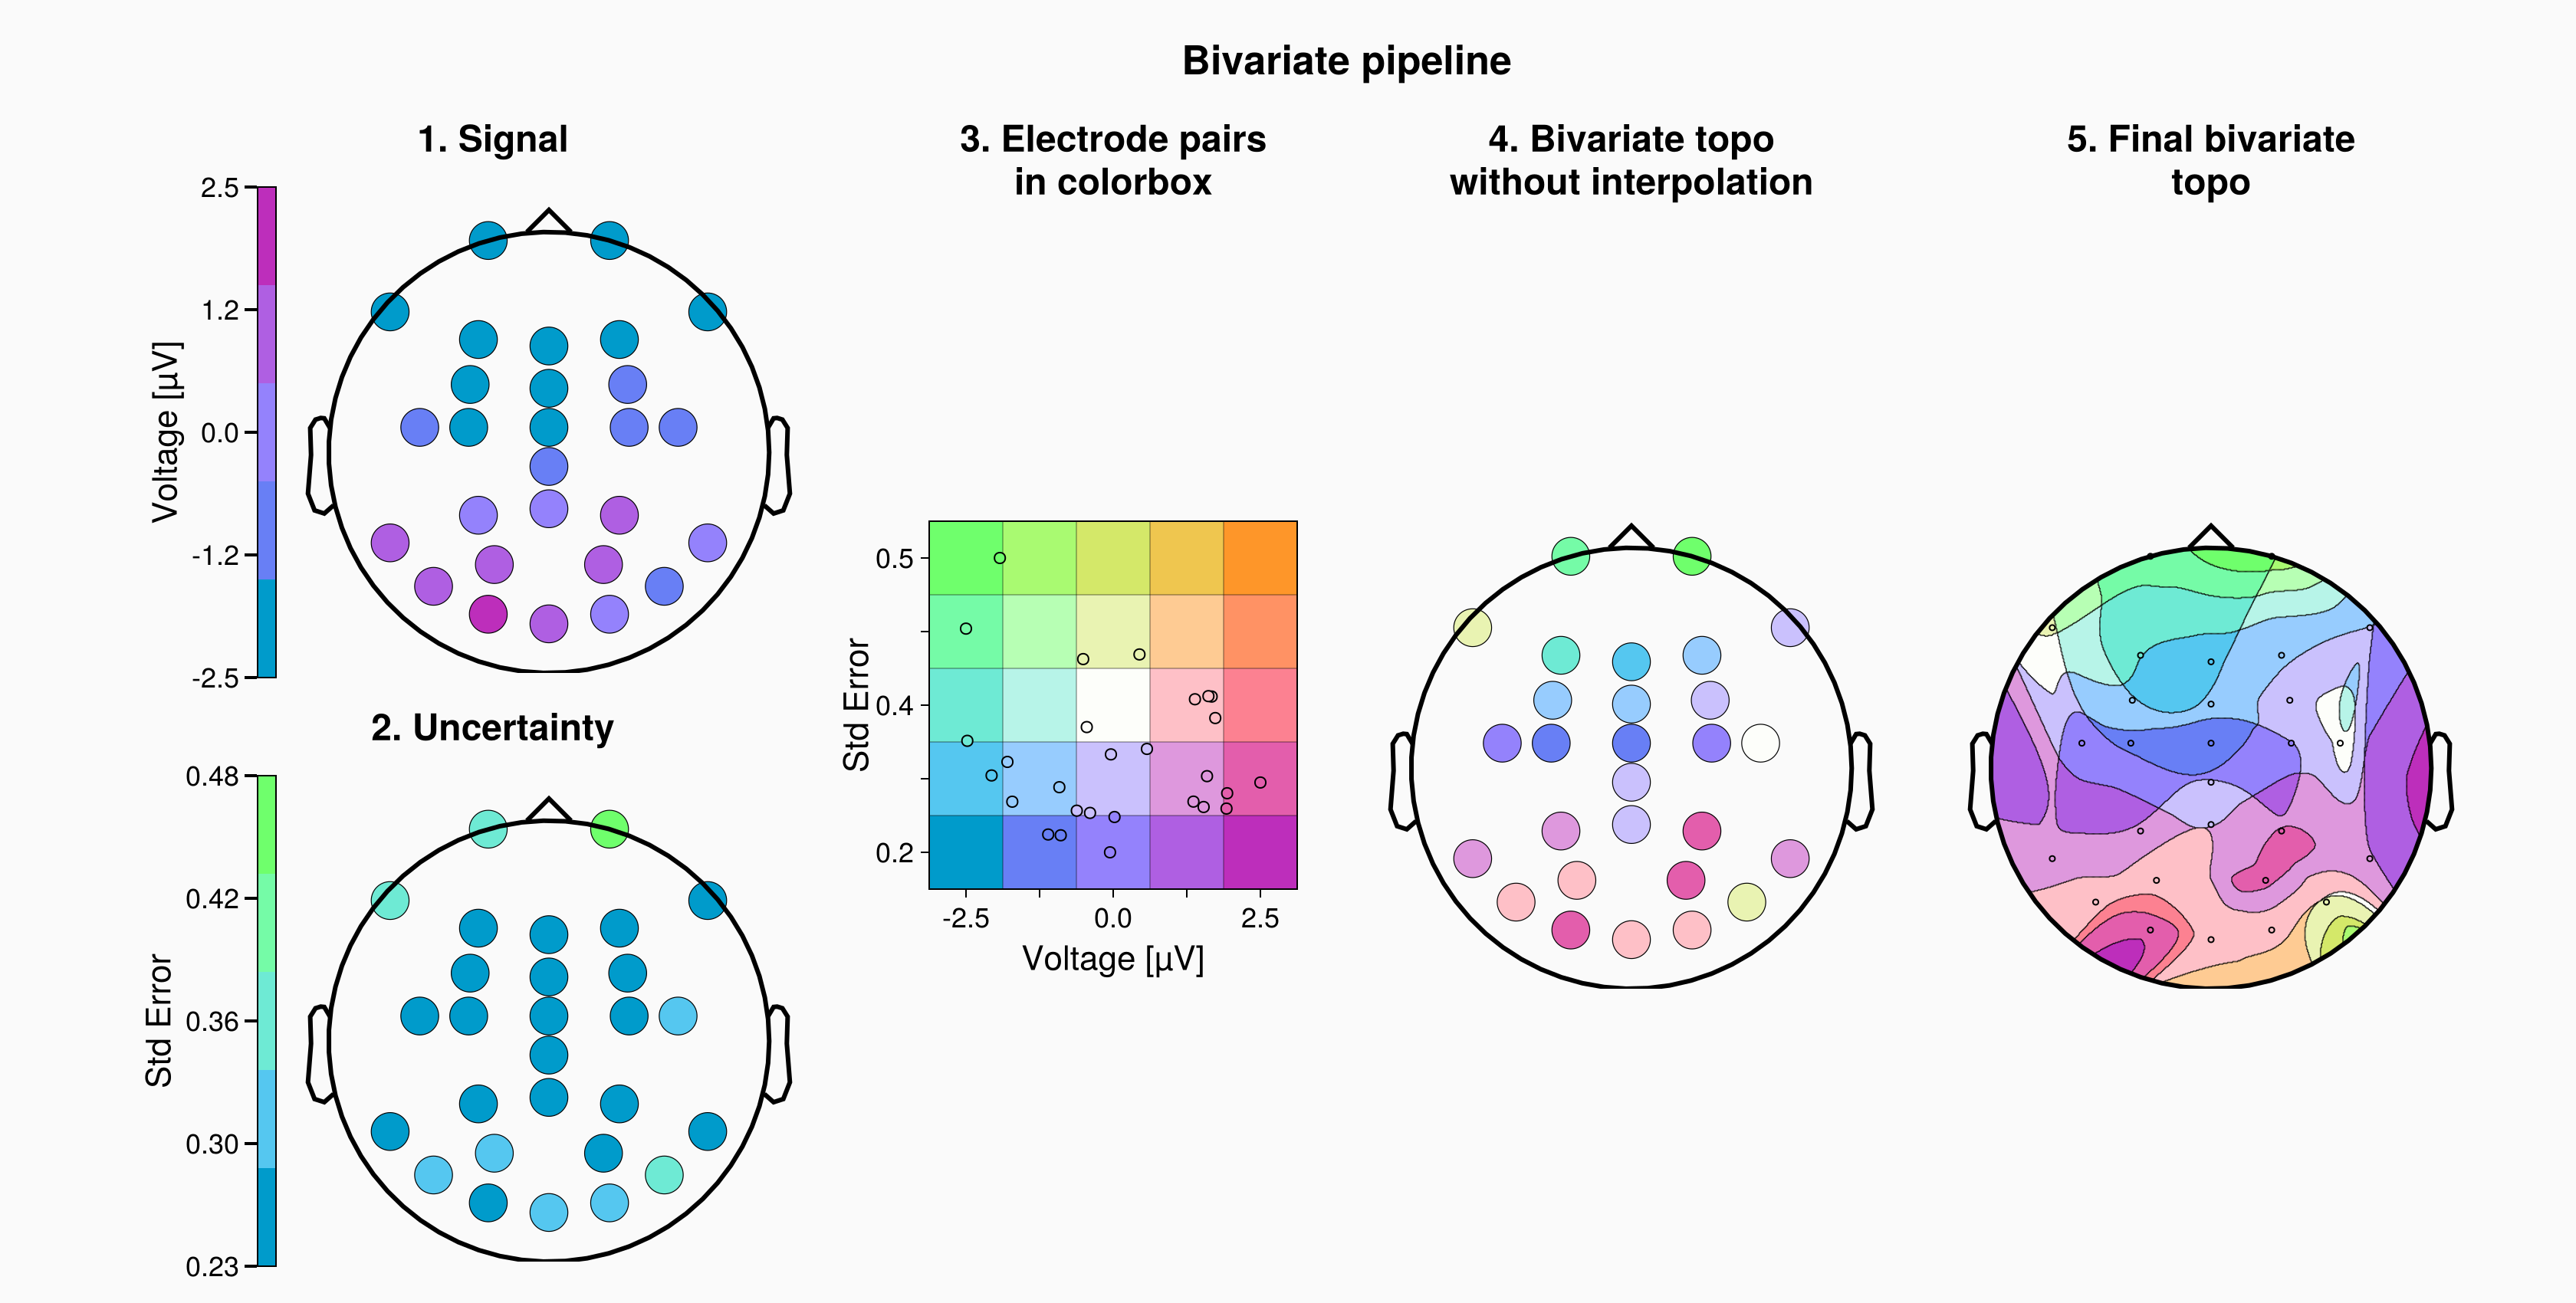 Bivariate pipeline
1. Signal
2.5
1.2
0.0
-1.2
-2.5
Voltage [µV]
2. Uncertainty
0.48
0.42
0.36
0.30
0.23
Std Error
3. Electrode pairs
in colorbox
0.5
0.4
0.2
Std Error
-2.5
0.0
2.5
Voltage [µV]
4. Bivariate topo
without interpolation
5. Final bivariate
topo